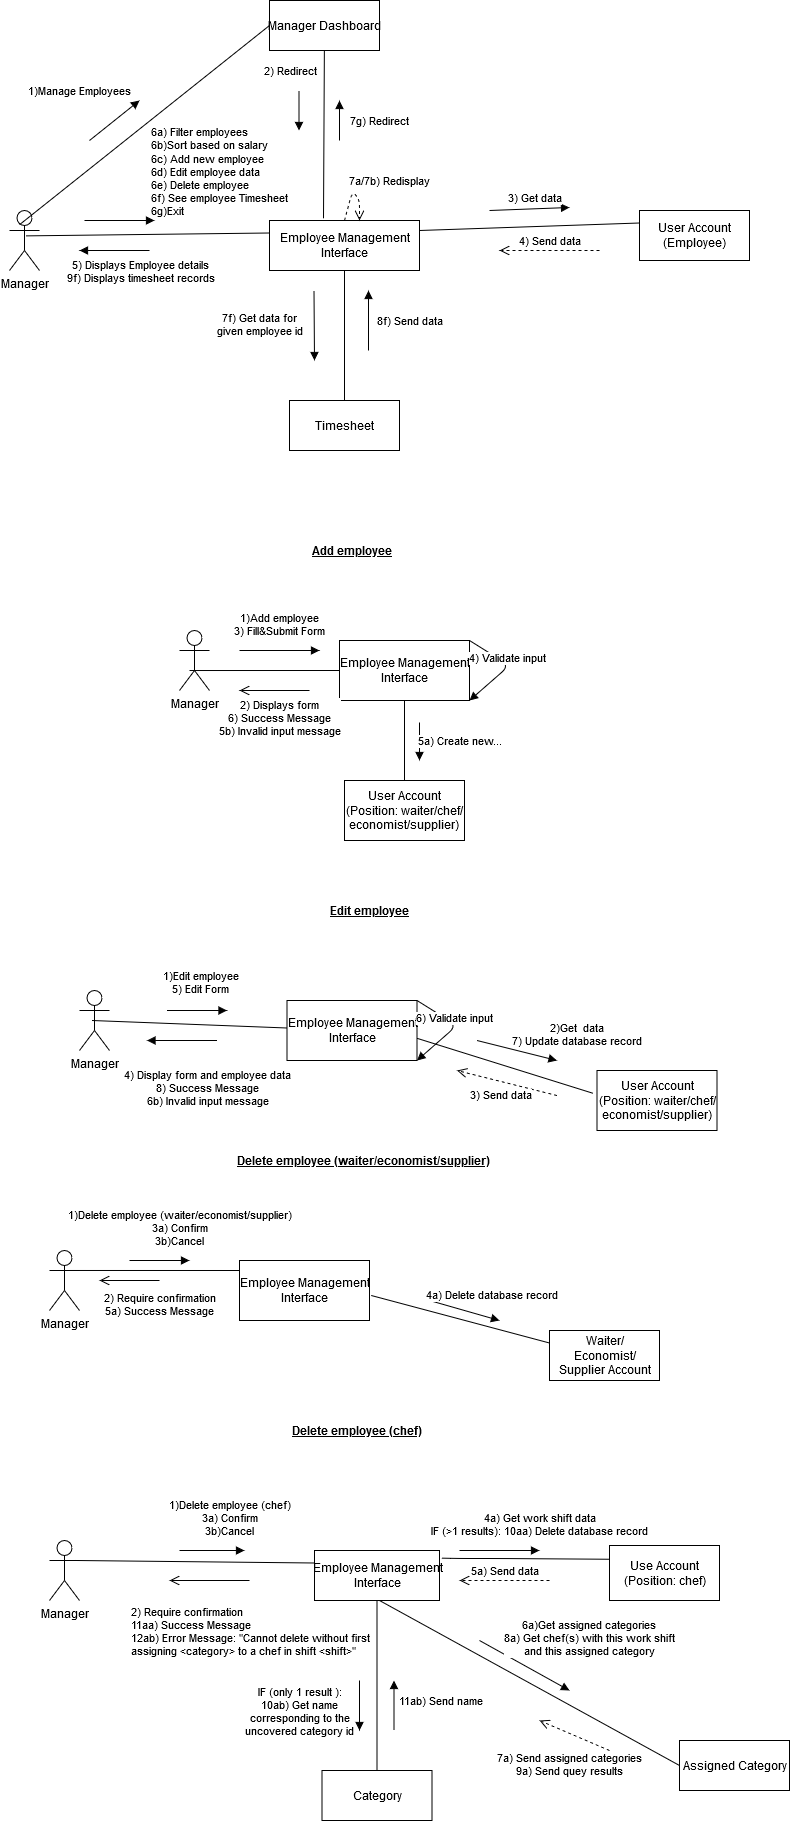 Manager Dashboard
2) Redirect
1)Manage Employees
7g) Redirect
6a) Filter employees
6b)Sort based on salary
6c) Add new employee
6d) Edit employee data
6e) Delete employee
6f) See employee Timesheet
6g)Exit
7a/7b) Redisplay
3) Get data
User Account
(Employee)
Employee Management
Interface
4) Send data
Manager
5) Displays Employee details
9f) Displays timesheet records
7f) Get data for
given employee id
8f) Send data
Timesheet
Add employee
1)Add employee
3) Fill&Submit Form
Employee Management
Interface
4) Validate input
Manager
2) Displays form
6) Success Message
5b) Invalid input message
5a) Create new...
User Account
(Position: waiter/chef/
economist/supplier)
Edit employee
1)Edit employee
5) Edit Form
Employee Management
Interface
6) Validate input
2)Get  data
7) Update database record
Manager
4) Display form and employee data
8) Success Message
6b) Invalid input message
3) Send data
User Account
(Position: waiter/chef/
economist/supplier)
Delete employee (waiter/economist/supplier)
1)Delete employee (waiter/economist/supplier)
3a) Confirm
3b)Cancel
Employee Management
Interface
2) Require confirmation
5a) Success Message
Manager
4a) Delete database record
Waiter/
Economist/
Supplier Account
Delete employee (chef)
1)Delete employee (chef)
3a) Confirm
3b)Cancel
4a) Get work shift data
IF (>1 results): 10aa) Delete database record
Employee Management
Interface
5a) Send data
Use Account
(Position: chef)
Manager
2) Require confirmation
11aa) Success Message
12ab) Error Message: "Cannot delete without first
assigning <category> to a chef in shift <shift>"
6a)Get assigned categories
8a) Get chef(s) with this work shift
and this assigned category
IF (only 1 result ):
10ab) Get name
corresponding to the
uncovered category id
11ab) Send name
7a) Send assigned categories
9a) Send quey results
Assigned Category
Category